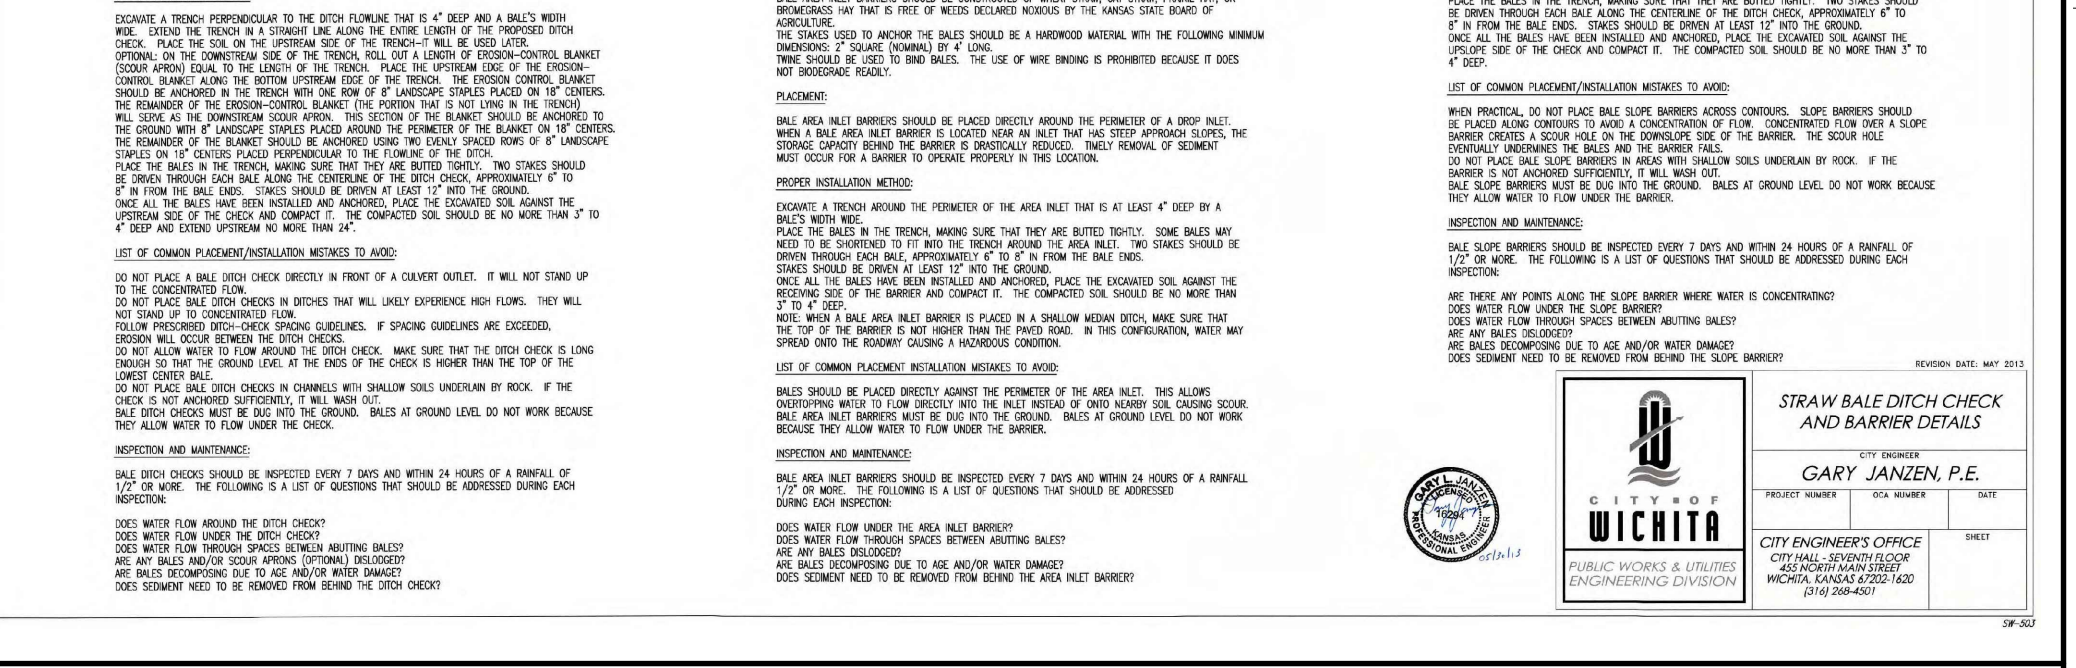 EXCAVATE A TRENCH PERPENDICULAR TO THE DITCH FLOWLINE THAT IS 4" DEEP AND A BALE'S WIDTH
WIDE. EXTEND THE TRENCH IN A STRAIGHT LINE ALONG THE ENTIRE LENGTH OF THE PROPOSED DITCH
CHECK. PLACE THE SOIL ON THE UPSTREAM SIDE OF THE TRENCH-IT WILL BE USED LATER.
OPTIONAL: ON THE DOWNSTREAM SIDE OF THE TRENCH, ROLL OUT A LENGTH OF EROSION-CONTROL BLANKET
(SCOUR APRON) EQUAL TO THE LENGTH OF THE TRENCH. PLACE THE UPSTREAM EDGE OF THE EROSION-
CONTROL BLANKET ALONG THE BOTTOM UPSTREAM EDGE OF THE TRENCH. THE EROSION CONTROL BLANKET
SHOULD BE ANCHORED IN THE TRENCH WITH ONE ROW OF 8" LANDSCAPE STAPLES PLACED ON 18" CENTERS.
THE REMAINDER OF THE EROSION-CONTROL BLANKET (THE PORTION THAT IS NOT LYING IN THE TRENCH)
WILL SERVE AS THE DOWNSTREAM SCOUR APRON. THIS SECTION OF THE BLANKET SHOULD BE ANCHORED TO
THE GROUND WITH 8" LANDSCAPE STAPLES PLACED AROUND THE PERIMETER OF THE BLANKET ON 18" CENTERS.
THE REMAINDER OF THE BLANKET SHOULD BE ANCHORED USING TWO EVENLY SPACED ROWS OF 8" LANDSCAPE
STAPLES ON 18" CENTERS PLACED PERPENDICULAR TO THE FLOWLINE OF THE DITCH.
PLACE THE BALES IN THE TRENCH, MAKING SURE THAT THEY ARE BUTTED TIGHTLY. TWO STAKES SHOULD
BE DRIVEN THROUGH EACH BALE ALONG THE CENTERLINE OF THE DITCH CHECK, APPROXIMATELY 6" TO
8" IN FROM THE BALE ENDS. STAKES SHOULD BE DRIVEN AT LEAST 12" INTO THE GROUND.
ONCE ALL THE BALES HAVE BEEN INSTALLED AND ANCHORED, PLACE THE EXCAVATED SOIL AGAINST THE
UPSTREAM SIDE OF THE CHECK AND COMPACT IT. THE COMPACTED SOIL SHOULD BE NO MORE THAN 3" TO
4" DEEP AND EXTEND UPSTREAM NO MORE THAN 24".
LIST OF COMMON PLACEMENT/INSTALLATION MISTAKES TO AVOID:
DO NOT PLACE A BALE DITCH CHECK DIRECTLY IN FRONT OF A CULVERT OUTLET. IT WILL NOT STAND UP
TO THE CONCENTRATED FLOW.
DO NOT PLACE BALE DITCH CHECKS IN DITCHES THAT WILL LIKELY EXPERIENCE HIGH FLOWS. THEY WILL
NOT STAND UP TO CONCENTRATED FLOW.
FOLLOW PRESCRIBED DITCH-CHECK SPACING GUIDELINES. IF SPACING GUIDELINES ARE EXCEEDED,
EROSION WILL OCCUR BETWEEN THE DITCH CHECKS.
DO NOT ALLOW WATER TO FLOW AROUND THE DITCH CHECK. MAKE SURE THAT THE DITCH CHECK IS LONG
ENOUGH SO THAT THE GROUND LEVEL AT THE ENDS OF THE CHECK IS HIGHER THAN THE TOP OF THE
LOWEST CENTER BALE.
DO NOT PLACE BALE DITCH CHECKS IN CHANNELS WITH SHALLOW SOILS UNDERLAIN BY ROCK. IF THE
CHECK IS NOT ANCHORED SUFFICIENTLY, IT WILL WASH OUT.
BALE DITCH CHECKS MUST BE DUG INTO THE GROUND. BALES AT GROUND LEVEL DO NOT WORK BECAUSE
THEY ALLOW WATER TO FLOW UNDER THE CHECK.
INSPECTION AND MAINTENANCE:
BALE DITCH CHECKS SHOULD BE INSPECTED EVERY 7 DAYS AND WITHIN 24 HOURS OF A RAINFALL OF
1/2" OR MORE. THE FOLLOWING IS A LIST OF QUESTIONS THAT SHOULD BE ADDRESSED DURING EACH
INSPECTION:
DOES WATER FLOW AROUND THE DITCH CHECK?
DOES WATER FLOW UNDER THE DITCH CHECK?
DOES WATER FLOW THROUGH SPACES BETWEEN ABUTTING BALES?
ARE ANY BALES AND/OR SCOUR APRONS (OPTIONAL) DISLODGED?
ARE BALES DECOMPOSING DUE TO AGE AND/OR WATER DAMAGE?
DOES SEDIMENT NEED TO BE REMOVED FROM BEHIND THE DITCH CHECK?
BROMEGRASS HAY THAT IS FREE OF WEEDS DECLARED NOXIOUS BY THE KANSAS STATE BOARD OF
AGRICULTURE.
THE STAKES USED TO ANCHOR THE BALES SHOULD BE A HARDWOOD MATERIAL WITH THE FOLLOWING MINIMUM
DIMENSIONS: 2" SQUARE (NOMINAL) BY 4' LONG.
TWINE SHOULD BE USED TO BIND BALES. THE USE OF WIRE BINDING IS PROHIBITED BECAUSE IT DOES
NOT BIODEGRADE READILY.
PLACEMENT:
BALE AREA INLET BARRIERS SHOULD BE PLACED DIRECTLY AROUND THE PERIMETER OF A DROP INLET.
WHEN A BALE AREA INLET BARRIER IS LOCATED NEAR AN INLET THAT HAS STEEP APPROACH SLOPES, THE
STORAGE CAPACITY BEHIND THE BARRIER IS DRASTICALLY REDUCED. TIMELY REMOVAL OF SEDIMENT
MUST OCCUR FOR A BARRIER TO OPERATE PROPERLY IN THIS LOCATION.
PROPER INSTALLATION METHOD:
EXCAVATE A TRENCH AROUND THE PERIMETER OF THE AREA INLET THAT IS AT LEAST 4" DEEP BY A
BALE'S WIDTH WIDE.
PLACE THE BALES IN THE TRENCH, MAKING SURE THAT THEY ARE BUTTED TIGHTLY. SOME BALES MAY
NEED TO BE SHORTENED TO FIT INTO THE TRENCH AROUND THE AREA INLET. TWO STAKES SHOULD BE
DRIVEN THROUGH EACH BALE, APPROXIMATELY 6" TO 8" IN FROM THE BALE ENDS.
STAKES SHOULD BE DRIVEN AT LEAST 12" INTO THE GROUND.
ONCE ALL THE BALES HAVE BEEN INSTALLED AND ANCHORED, PLACE THE EXCAVATED SOIL AGAINST THE
RECEIVING SIDE OF THE BARRIER AND COMPACT IT. THE COMPACTED SOIL SHOULD BE NO MORE THAN
3" TO 4" DEEP.
NOTE: WHEN A BALE AREA INLET BARRIER IS PLACED IN A SHALLOW MEDIAN DITCH, MAKE SURE THAT
THE TOP OF THE BARRIER IS NOT HIGHER THAN THE PAVED ROAD. IN THIS CONFIGURATION, WATER MAY
SPREAD ONTO THE ROADWAY CAUSING A HAZARDOUS CONDITION.
LIST OF COMMON PLACEMENT INSTALLATION MISTAKES TO AVOID:
BALES SHOULD BE PLACED DIRECTLY AGAINST THE PERIMETER OF THE AREA INLET. THIS ALLOWS
OVERTOPPING WATER TO FLOW DIRECTLY INTO THE INLET INSTEAD OF ONTO NEARBY SOIL CAUSING SCOUR.
BALE AREA INLET BARRIERS MUST BE DUG INTO THE GROUND. BALES AT GROUND LEVEL DO NOT WORK
BECAUSE THEY ALLOW WATER TO FLOW UNDER THE BARRIER.
INSPECTION AND MAINTENANCE:
BALE AREA INLET BARRIERS SHOULD BE INSPECTED EVERY 7 DAYS AND WITHIN 24 HOURS OF A RAINFALL
1/2" OR MORE. THE FOLLOWING IS A LIST OF QUESTIONS THAT SHOULD BE ADDRESSED
DURING EACH INSPECTION:
DOES WATER FLOW UNDER THE AREA INLET BARRIER?
DOES WATER FLOW THROUGH SPACES BETWEEN ABUTTING BALES?
ARE ANY BALES DISLODGED?
ARE BALES DECOMPOSING DUE TO AGE AND/OR WATER DAMAGE?
DOES SEDIMENT NEED TO BE REMOVED FROM BEHIND THE AREA INLET BARRIER?
PLACE THE BALES IN THE TRENCH, MAKING SURE THAT THEY ARE BUTTED TIGHTLY. TWO STAKES SHOULD
BE DRIVEN THROUGH EACH BALE ALONG THE CENTERLINE OF THE DITCH CHECK, APPROXIMATELY 6" TO
8" IN FROM THE BALE ENDS. STAKES SHOULD BE DRIVEN AT LEAST 12" INTO THE GROUND.
ONCE ALL THE BALES HAVE BEEN INSTALLED AND ANCHORED, PLACE THE EXCAVATED SOIL AGAINST THE
UPSLOPE SIDE OF THE CHECK AND COMPACT IT. THE COMPACTED SOIL SHOULD BE NO MORE THAN 3" TO
4" DEEP.
LIST OF COMMON PLACEMENT/INSTALLATION MISTAKES TO AVOID:
WHEN PRACTICAL, DO NOT PLACE BALE SLOPE BARRIERS ACROSS CONTOURS. SLOPE BARRIERS SHOULD
BE PLACED ALONG CONTOURS TO AVOID A CONCENTRATION OF FLOW. CONCENTRATED FLOW OVER A SLOPE
BARRIER CREATES A SCOUR HOLE ON THE DOWNSLOPE SIDE OF THE BARRIER. THE SCOUR HOLE
EVENTUALLY UNDERMINES THE BALES AND THE BARRIER FAILS.
DO NOT PLACE BALE SLOPE BARRIERS IN AREAS WITH SHALLOW SOILS UNDERLAIN BY ROCK. IF THE
BARRIER IS NOT ANCHORED SUFFICIENTLY, IT WILL WASH OUT.
BALE SLOPE BARRIERS MUST BE DUG INTO THE GROUND. BALES AT GROUND LEVEL DO NOT WORK BECAUSE
THEY ALLOW WATER TO FLOW UNDER THE BARRIER.
INSPECTION AND MAINTENANCE:
BALE SLOPE BARRIERS SHOULD BE INSPECTED EVERY 7 DAYS AND WITHIN 24 HOURS OF A RAINFALL OF
1/2" OR MORE. THE FOLLOWING IS A LIST OF QUESTIONS THAT SHOULD BE ADDRESSED DURING EACH
INSPECTION:
ARE THERE ANY POINTS ALONG THE SLOPE BARRIER WHERE WATER IS CONCENTRATING?
DOES WATER FLOW UNDER THE SLOPE BARRIER?
DOES WATER FLOW THROUGH SPACES BETWEEN ABUTTING BALES?
ARE ANY BALES DISLODGED?
ARE BALES DECOMPOSING DUE TO AGE AND/OR WATER DAMAGE?
DOES SEDIMENT NEED TO BE REMOVED FROM BEHIND THE SLOPE BARRIER?
REVISION DATE: MAY 2013
GARY L. JANZEN
LICENSED
16294
KANSAS
PROFESSIONAL ENGINEER
05/30/13
CITY OF
WICHITA
PUBLIC WORKS & UTILITIES
ENGINEERING DIVISION
STRAW BALE DITCH CHECK
AND BARRIER DETAILS
CITY ENGINEER
GARY JANZEN, P.E.
PROJECT NUMBER
OCA NUMBER
DATE
CITY ENGINEER'S OFFICE
CITY HALL - SEVENTH FLOOR
455 NORTH MAIN STREET
WICHITA, KANSAS 67202-1620
(316) 268-4501
SHEET
SW-503